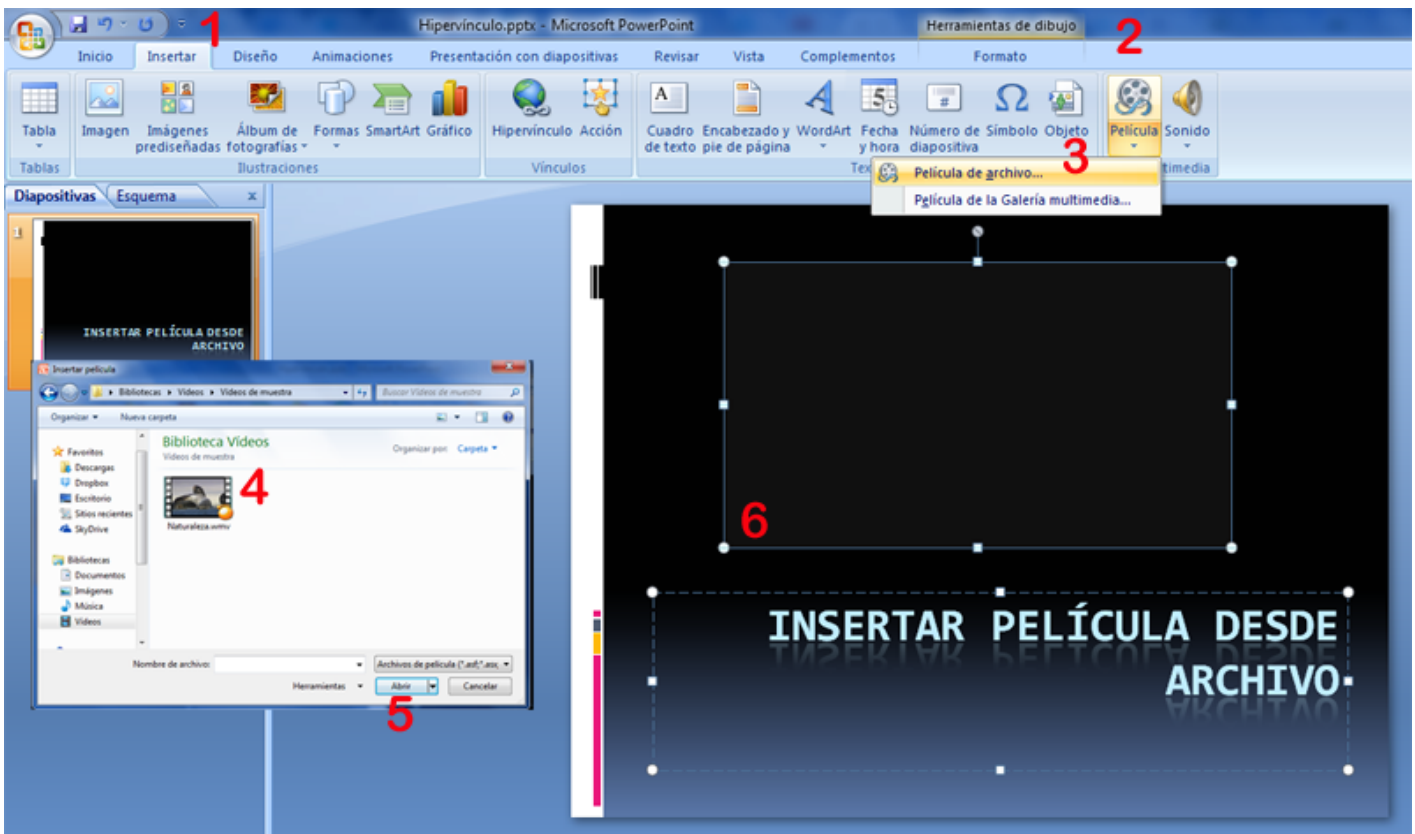 1
Hipervínculo.pptx - Microsoft PowerPoint
Herramientas de dibujo
2
Inicio Insertar Diseño Animaciones Presentación con diapositivas Revisar Vista Complementos Formato
Tabla
Imagen
Imágenes prediseñadas
Álbum de fotografías
Formas
SmartArt
Gráfico
Hipervínculo
Acción
Cuadro de texto
Encabezado y pie de página
WordArt
Fecha y hora
Número de diapositiva
Símbolo
Objeto
Película
Sonido
Tablas
Ilustraciones
Vínculos
Tex
timedia
3
Película de archivo...
Película de la Galería multimedia...
Diapositivas Esquema x
1
INSERTAR PELÍCULA DESDE
ARCHIVO
Insertar película
Bibliotecas Vídeos Vídeos de muestra
Buscar Vídeos de muestra
Organizar Nueva carpeta
Favoritos
Descargas
Dropbox
Escritorio
Sitios recientes
SkyDrive
Bibliotecas
Documentos
Imágenes
Música
Vídeos
Biblioteca Vídeos
Vídeos de muestra
Organizar por: Carpeta
4
Naturaleza.wmv
Nombre de archivo:
Archivos de película (*.asf;*.asx,
Herramientas Abrir Cancelar
5
6
INSERTAR PELÍCULA DESDE
ARCHIVO